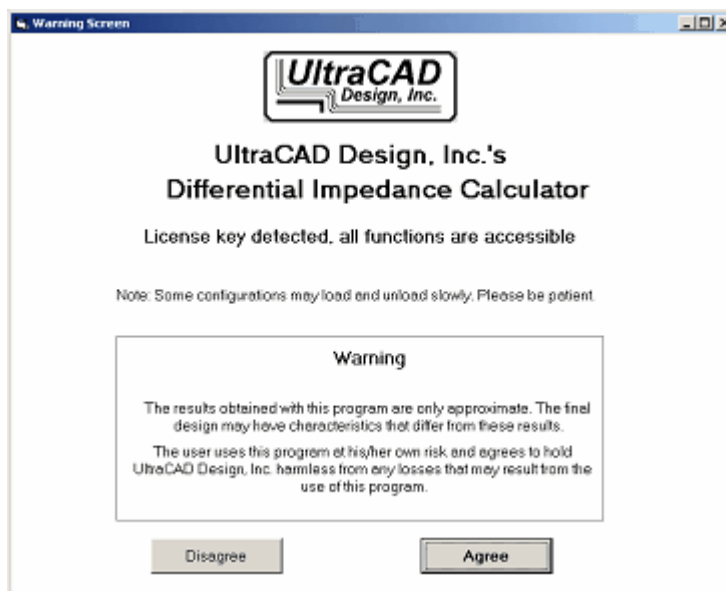 Warning Screen
UltraCAD
Design, Inc.
UltraCAD Design, Inc.'s
Differential Impedance Calculator
License key detected, all functions are accessible
Note: Some configurations may load and unload slowly. Please be patient
Warning
The results obtained with this program are only approximate. The final
design may have characteristics that differ from these results.
The user uses this program at his/her own risk and agrees to hold
UltraCAD Design, Inc. harmless from any losses that may result from the
use of this program.
Disagree
Agree